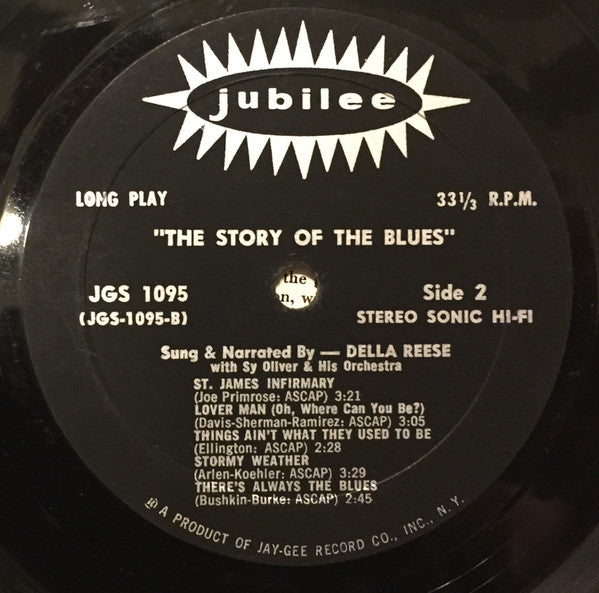 jubilee
LONG PLAY 33⅓ R.P.M.
"THE STORY OF THE BLUES"
the
n, w
JGS 1095 Side 2
(JGS-1095-B) STEREO SONIC HI-FI
Sung & Narrated By — DELLA REESE
with Sy Oliver & His Orchestra
ST. JAMES INFIRMARY
(Joe Primrose: ASCAP) 3:21
LOVER MAN (Oh, Where Can You Be?)
(Davis-Sherman-Ramirez: ASCAP) 3:05
THINGS AIN'T WHAT THEY USED TO BE
(Ellington: ASCAP) 2:28
STORMY WEATHER
(Arlen-Koehler: ASCAP) 3:29
THERE'S ALWAYS THE BLUES
(Bushkin-Burke: ASCAP) 2:45
A PRODUCT OF JAY-GEE RECORD CO., INC., N. Y.